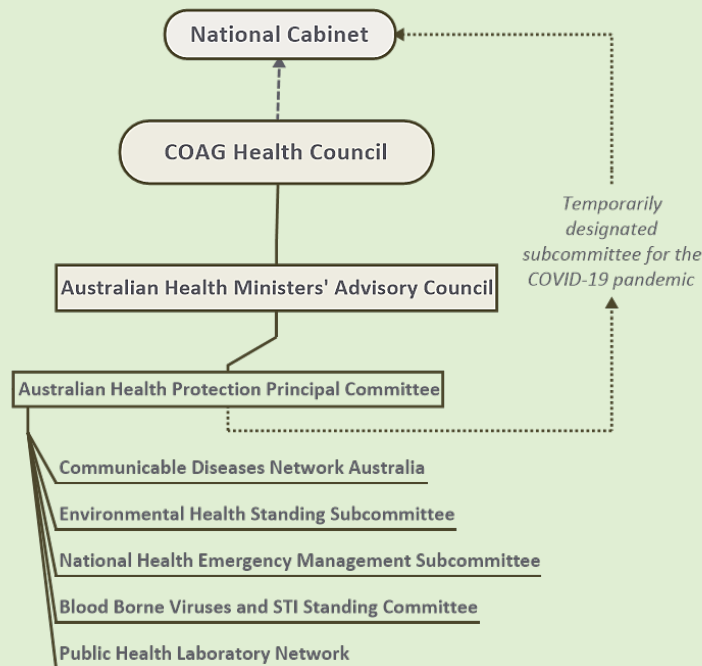 National Cabinet
COAG Health Council
Temporarily
designated
subcommittee for the
COVID-19 pandemic
Australian Health Ministers' Advisory Council
Australian Health Protection Principal Committee
Communicable Diseases Network Australia
Environmental Health Standing Subcommittee
National Health Emergency Management Subcommittee
Blood Borne Viruses and STI Standing Committee
Public Health Laboratory Network